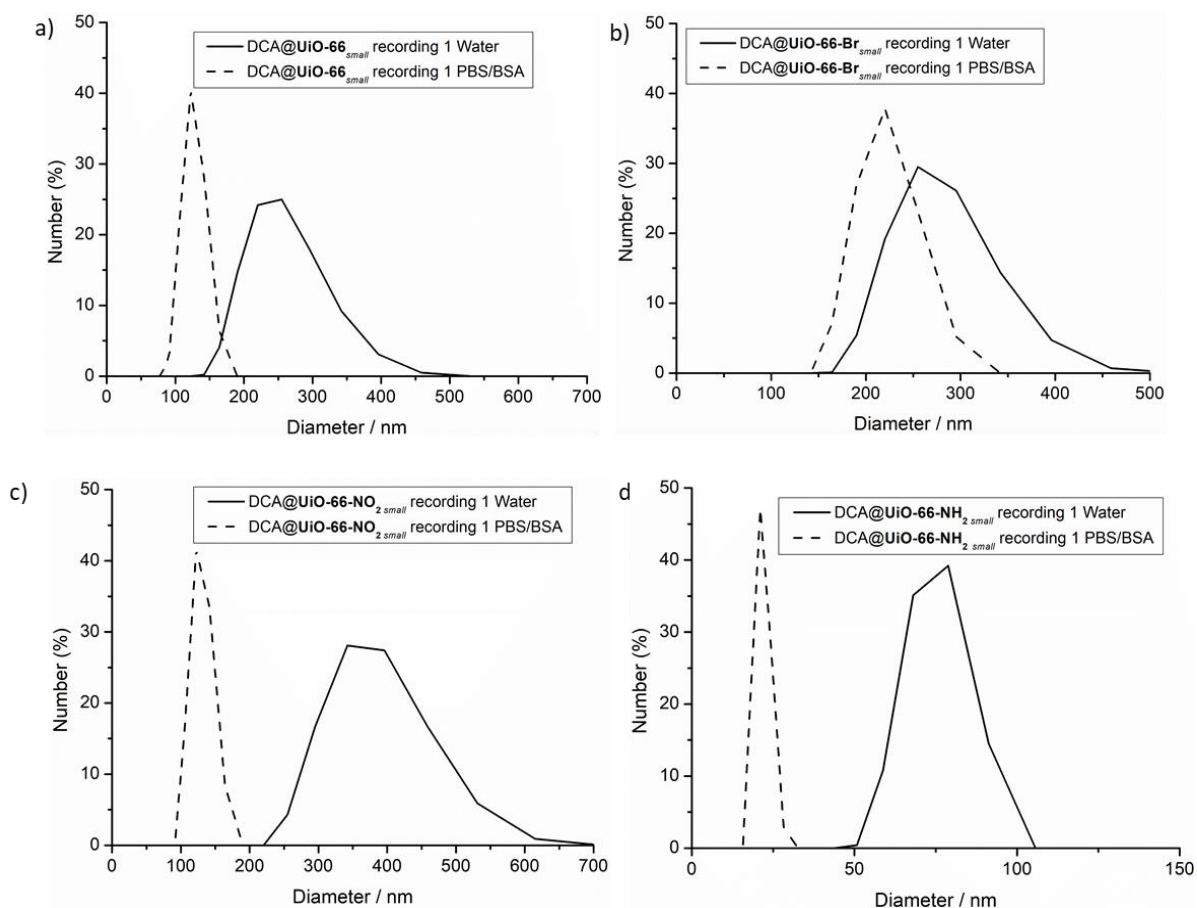 a)
50
40
30
20
10
0
Number (%)
DCA@UiO-66small recording 1 Water
DCA@UiO-66small recording 1 PBS/BSA
0 100 200 300 400 500 600 700
Diameter / nm
b)
50
40
30
20
10
0
Number (%)
DCA@UiO-66-Brsmall recording 1 Water
DCA@UiO-66-Brsmall recording 1 PBS/BSA
0 100 200 300 400 500
Diameter / nm
c)
50
40
30
20
10
0
Number (%)
DCA@UiO-66-NO2 small recording 1 Water
DCA@UiO-66-NO2 small recording 1 PBS/BSA
0 100 200 300 400 500 600 700
Diameter / nm
d
50
40
30
20
10
0
Number (%)
DCA@UiO-66-NH2 small recording 1 Water
DCA@UiO-66-NH2 small recording 1 PBS/BSA
0 50 100 150
Diameter / nm